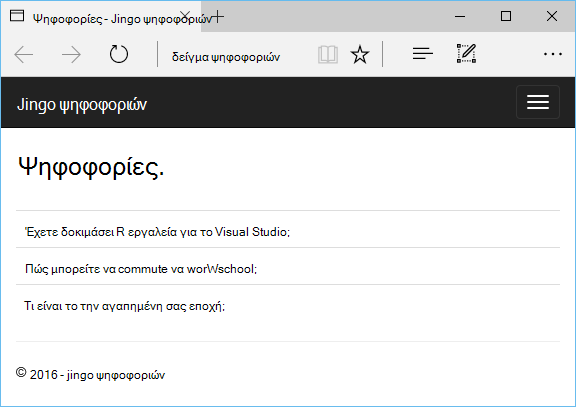 Ψηφοφορίες - Jingo ψηφοφοριών
δείγμα ψηφοφοριών
Jingo ψηφοφοριών
Ψηφοφορίες.
Έχετε δοκιμάσει R εργαλεία για το Visual Studio;
Πώς μπορείτε να commute να worWschool;
Τι είναι το την αγαπημένη σας εποχή;
© 2016 - jingo ψηφοφοριών